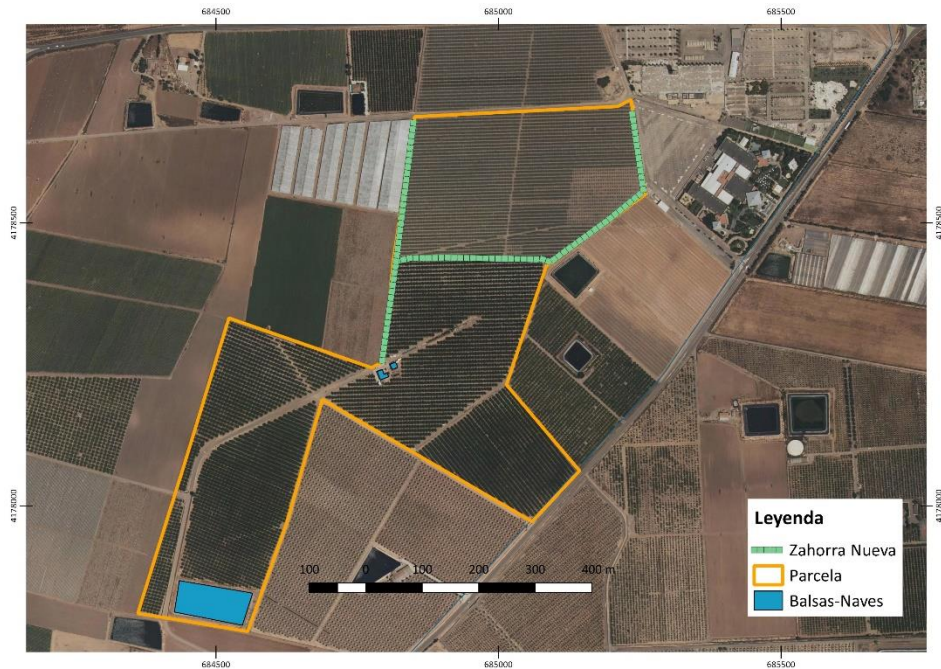 684500 685000 685500
4178500 4178500
4178000 4178000
Leyenda
Zahorra Nueva
Parcela
Balsas-Naves
100 0 100 200 300 400 m
684500 685000 685500